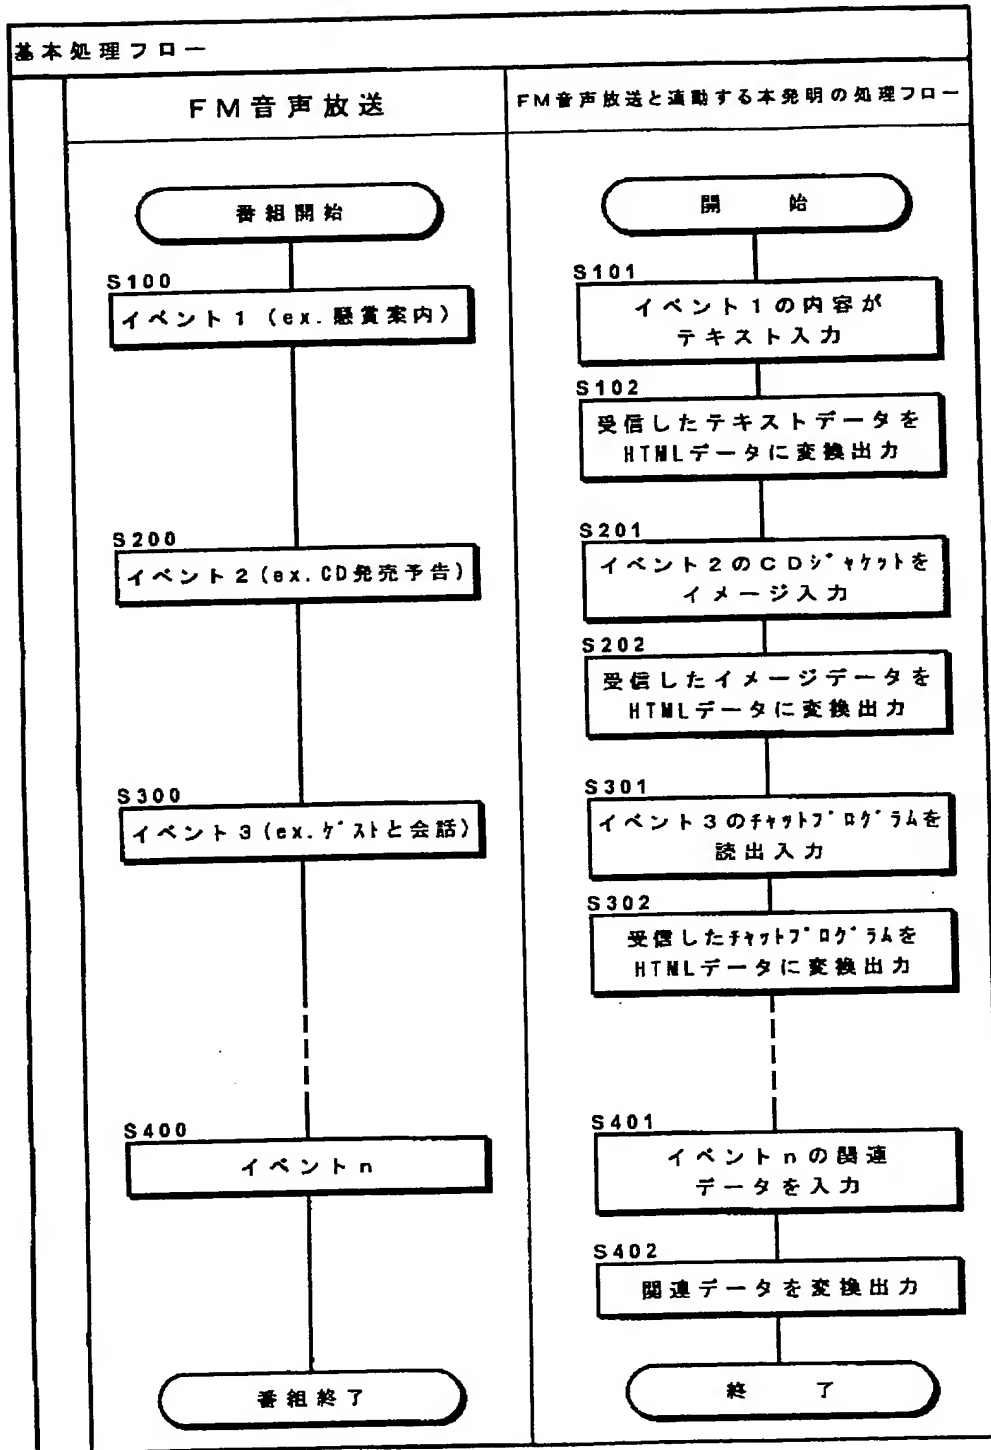 基本処理フロー
FM音声放送
番組開始
S100
イベント1(ex.懸賞案内)
S200
イベント2(ex.CD発売予告)
S300
イベント3(ex.ゲストと会話)
S400
イベントn
番組終了
FM音声放送と連動する本発明の処理フロー
開 始
S101
イベント1の内容が
テキスト入力
S102
受信したテキストデータを
HTMLデータに変換出力
S201
イベント2のCDジャケットを
イメージ入力
S202
受信したイメージデータを
HTMLデータに変換出力
S301
イベント3のチャットプログラムを
読出入力
S302
受信したチャットプログラムを
HTMLデータに変換出力
S401
イベントnの関連
データを入力
S402
関連データを変換出力
終 了